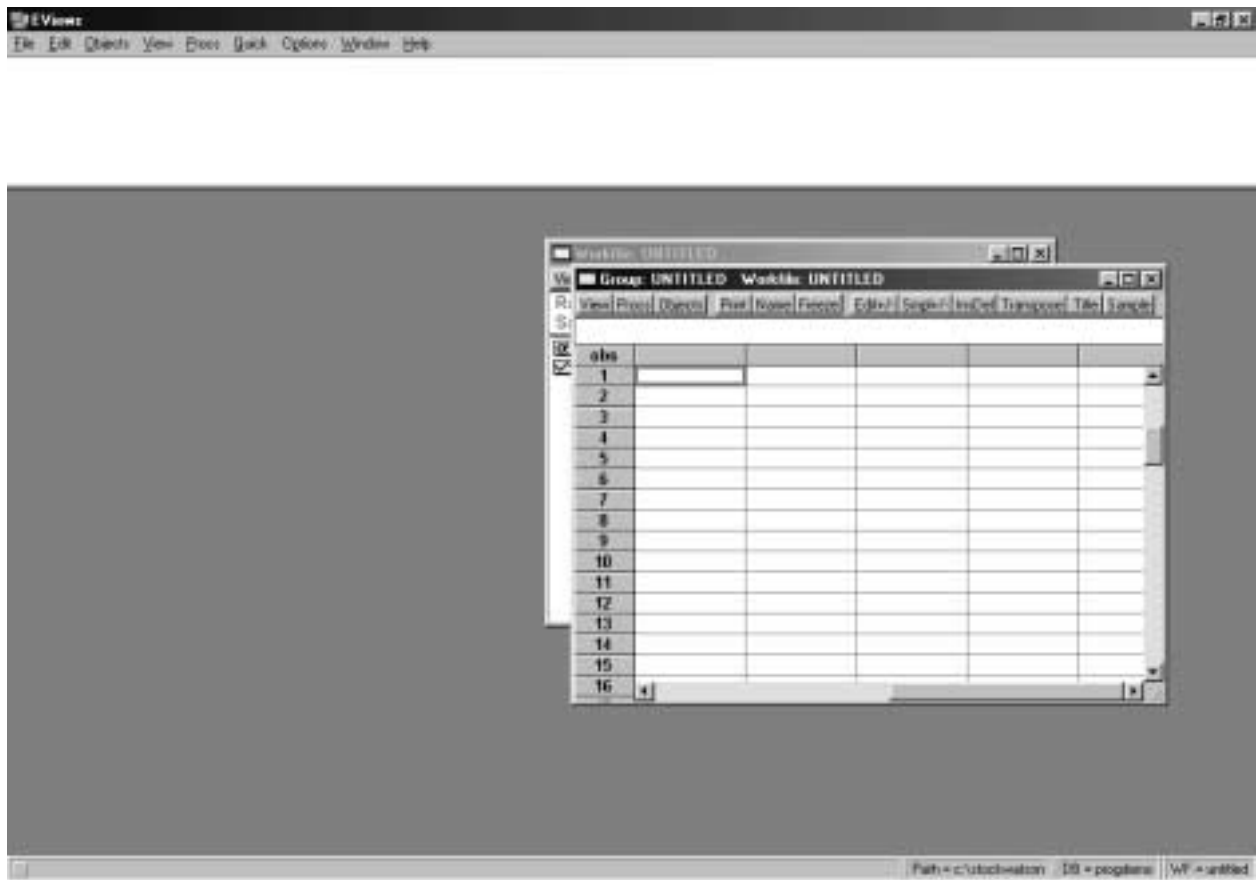 EViews
File Edit Objects View Procs Quick Options Window Help
Workfile: UNTITLED
Group: UNTITLED Workfile: UNTITLED
View Procs Objects Print Name Freeze Edit+/- Smpl+/- InsDel Transpose Title Sample
obs
1
2
3
4
5
6
7
8
9
10
11
12
13
14
15
16
Path = c:\stockwatson DB = progdemo WF = untitled